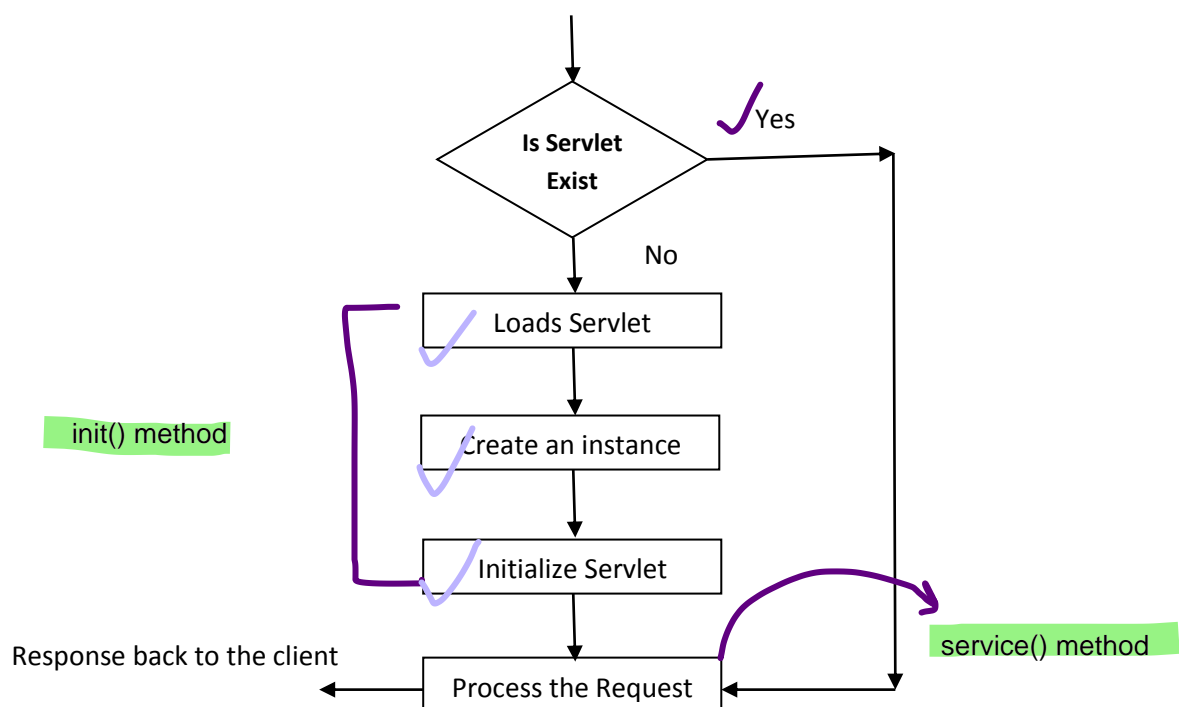 Yes
Is Servlet
Exist
No
Loads Servlet
init() method
Create an instance
Initialize Servlet
service() method
Response back to the client
Process the Request